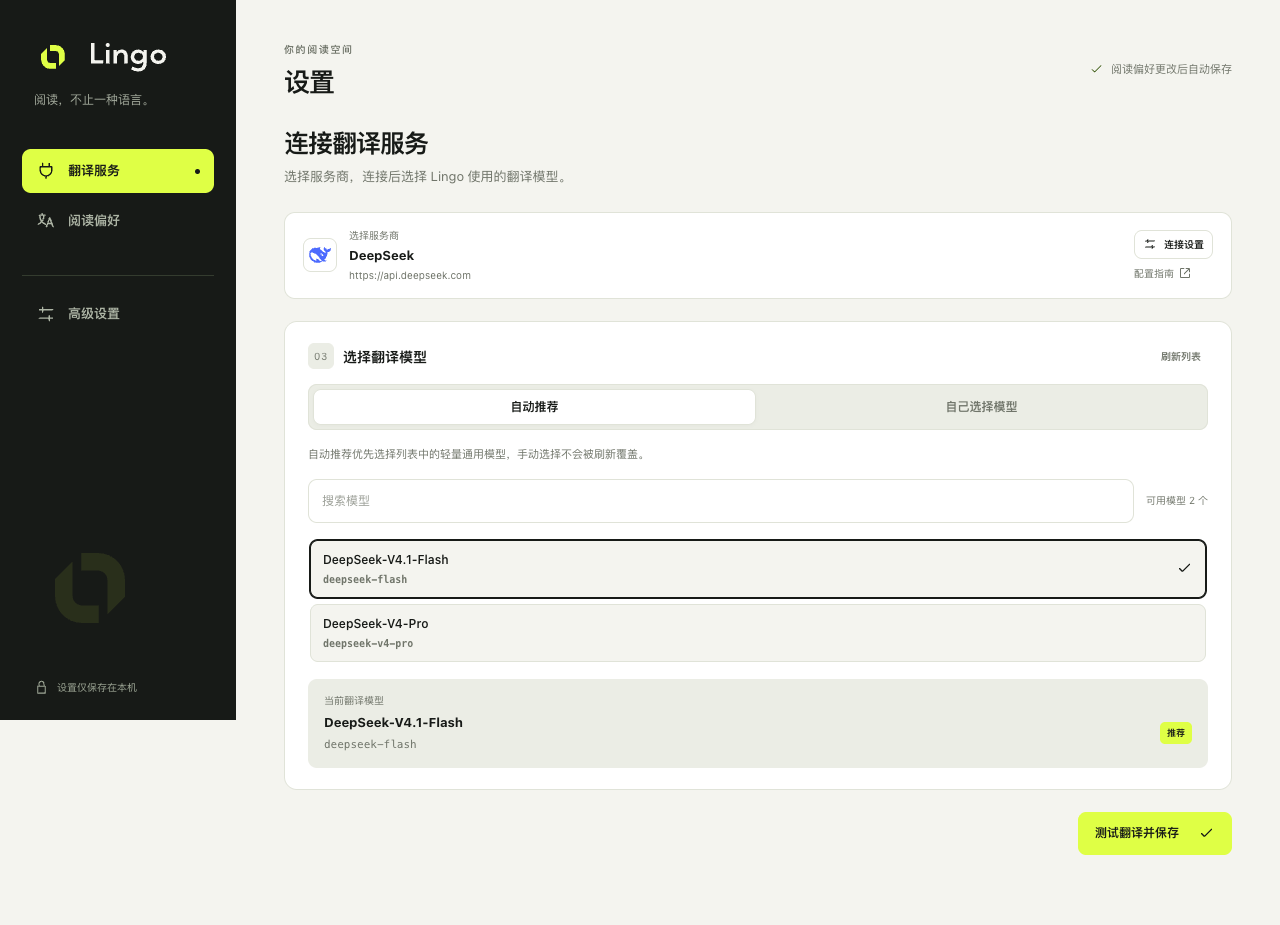 Lingo
阅读，不止一种语言。
翻译服务
阅读偏好
高级设置
设置仅保存在本机
你的阅读空间
设置
阅读偏好更改后自动保存
连接翻译服务
选择服务商，连接后选择 Lingo 使用的翻译模型。
选择服务商
DeepSeek
https://api.deepseek.com
连接设置
配置指南
03 选择翻译模型
刷新列表
自动推荐
自己选择模型
自动推荐优先选择列表中的轻量通用模型，手动选择不会被刷新覆盖。
搜索模型
可用模型 2 个
DeepSeek-V4.1-Flash
deepseek-flash
DeepSeek-V4-Pro
deepseek-v4-pro
当前翻译模型
DeepSeek-V4.1-Flash
deepseek-flash
推荐
测试翻译并保存